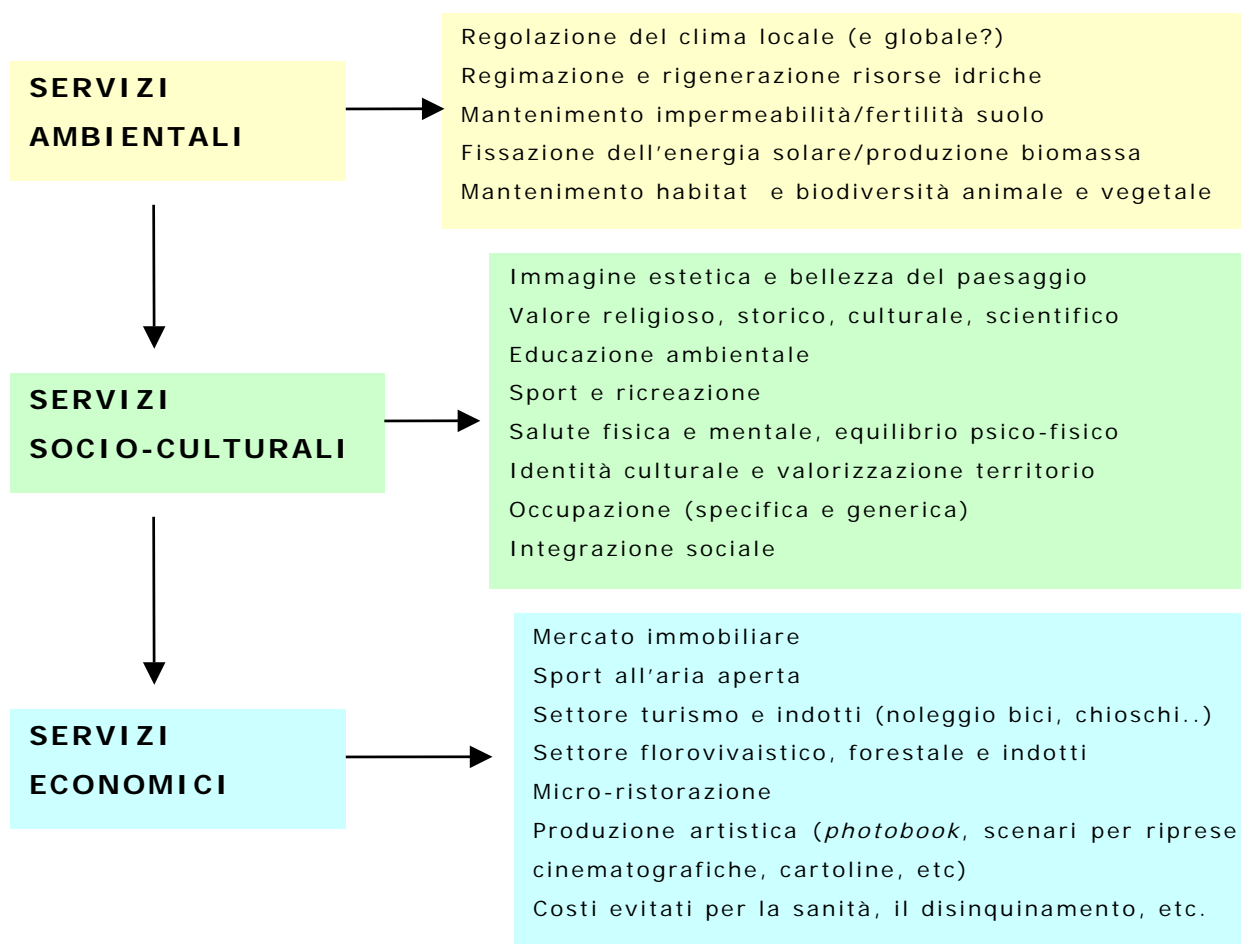 SERVIZI
AMBIENTALI
Regolazione del clima locale (e globale?)
Regimazione e rigenerazione risorse idriche
Mantenimento impermeabilità/fertilità suolo
Fissazione dell’energia solare/produzione biomassa
Mantenimento habitat e biodiversità animale e vegetale
SERVIZI
SOCIO-CULTURALI
Immagine estetica e bellezza del paesaggio
Valore religioso, storico, culturale, scientifico
Educazione ambientale
Sport e ricreazione
Salute fisica e mentale, equilibrio psico-fisico
Identità culturale e valorizzazione territorio
Occupazione (specifica e generica)
Integrazione sociale
SERVIZI
ECONOMICI
Mercato immobiliare
Sport all’aria aperta
Settore turismo e indotti (noleggio bici, chioschi..)
Settore florovivaistico, forestale e indotti
Micro-ristorazione
Produzione artistica (photobook, scenari per riprese
cinematografiche, cartoline, etc)
Costi evitati per la sanità, il disinquinamento, etc.